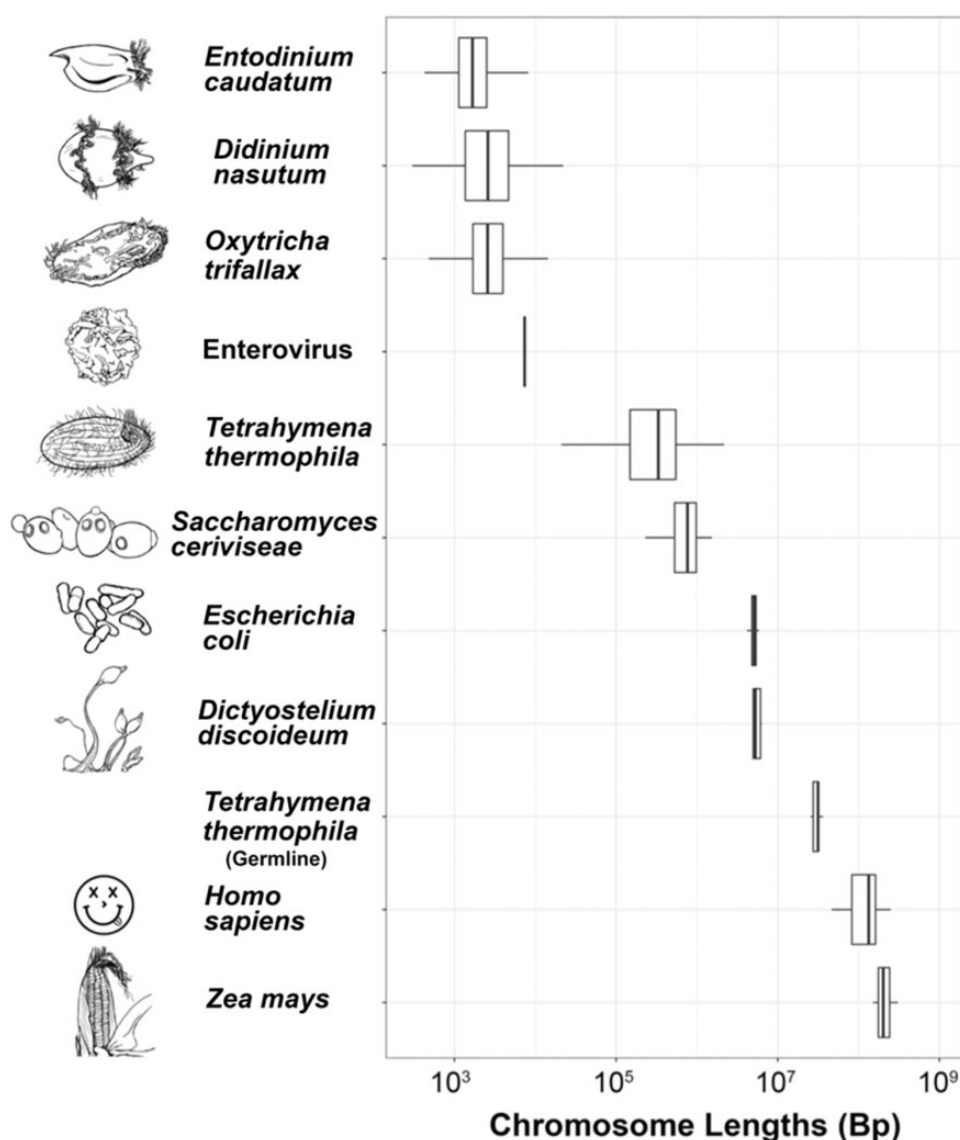 Entodinium
caudatum
Didinium
nasutum
Oxytricha
trifallax
Enterovirus
Tetrahymena
thermophila
Saccharomyces
ceriviseae
Escherichia
coli
Dictyostelium
discoideum
Tetrahymena
thermophila
(Germline)
Homo
sapiens
Zea mays
10³ 10⁵ 10⁷ 10⁹
Chromosome Lengths (Bp)